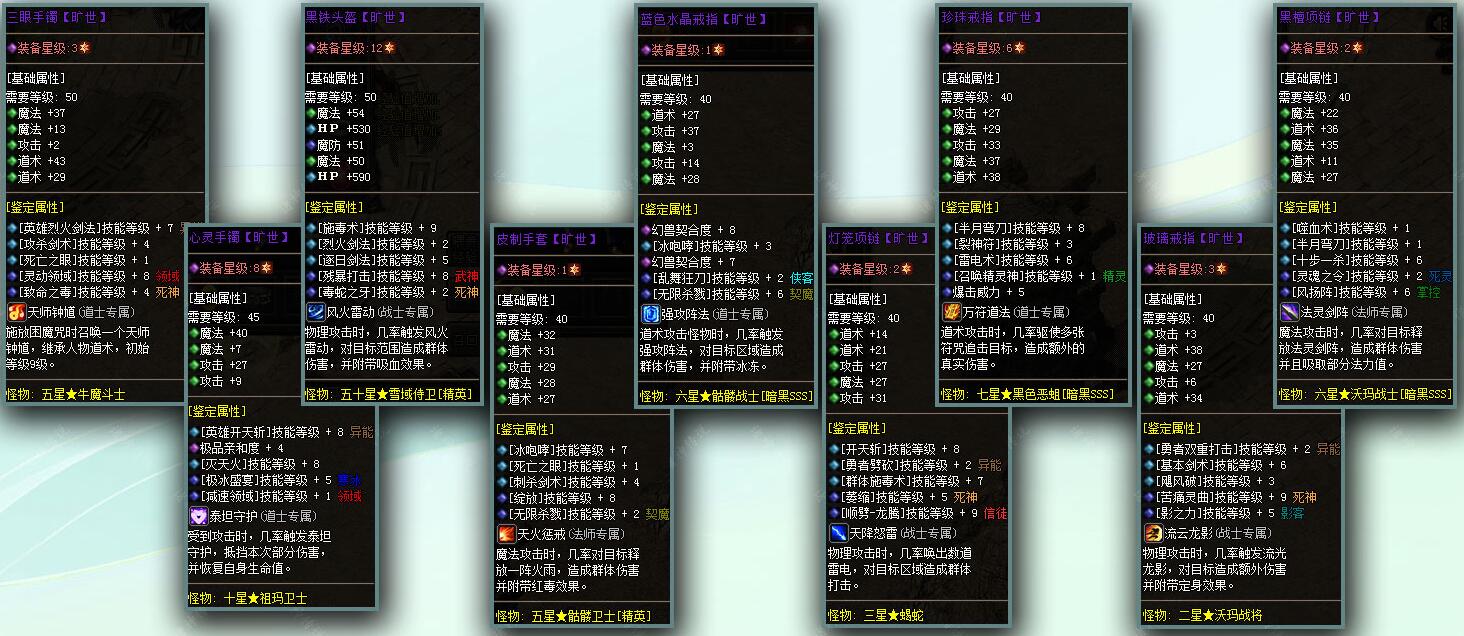 三眼手镯【旷世】
装备星级:3
[基础属性]
需要等级: 50
魔法 +37
魔法 +13
攻击 +2
道术 +43
道术 +29
[鉴定属性]
[英雄烈火剑法]技能等级 + 7
[攻杀剑术]技能等级 + 4
[死亡之眼]技能等级 + 1
[灵动领域]技能等级 + 8 领域
[致命之毒]技能等级 + 4 死神
天师钟馗(道士专属)
施放困魔咒时召唤一个天师
钟馗，继承人物道术，初始
等级9级。
怪物: 五星★牛魔斗士
心灵手镯【旷世】
装备星级:8
[基础属性]
需要等级: 45
魔法 +40
魔法 +7
攻击 +27
攻击 +9
[鉴定属性]
[英雄开天斩]技能等级 + 8 异能
极品亲和度 + 4
[灭天火]技能等级 + 8
[极冰盛宴]技能等级 + 5 寒冰
[减速领域]技能等级 + 1 领域
泰坦守护(道士专属)
受到攻击时，几率触发泰坦
守护，抵挡本次部分伤害，
并恢复自身生命值。
怪物: 十星★祖玛卫士
黑铁头盔【旷世】
装备星级:12
[基础属性]
需要等级: 50
魔法 +54
HP +530
魔防 +51
魔法 +50
HP +590
[鉴定属性]
[施毒术]技能等级 + 9
[烈火剑法]技能等级 + 2
[逐日剑法]技能等级 + 5
[残暴打击]技能等级 + 8 武神
[毒蛇之牙]技能等级 + 2 死神
风火雷动(战士专属)
物理攻击时，几率触发风火
雷动，对目标范围造成群体
伤害，并附带吸血效果。
怪物: 五十星★雪域侍卫[精英]
皮制手套【旷世】
装备星级:1
[基础属性]
需要等级: 40
魔法 +32
道术 +31
攻击 +29
魔法 +28
道术 +27
[鉴定属性]
[冰咆哮]技能等级 + 7
[死亡之眼]技能等级 + 1
[刺杀剑术]技能等级 + 4
[绽放]技能等级 + 8
[无限杀戮]技能等级 + 2 契魔
天火惩戒(法师专属)
魔法攻击时，几率对目标释
放一阵火雨，造成群体伤害
并附带红毒效果。
怪物: 五星★骷髅卫士[精英]
蓝色水晶戒指【旷世】
装备星级:1
[基础属性]
需要等级: 40
道术 +27
攻击 +37
魔法 +3
攻击 +14
魔法 +28
[鉴定属性]
幻兽契合度 + 8
[冰咆哮]技能等级 + 3
幻兽契合度 + 7
[乱舞狂刀]技能等级 + 2 侠客
[无限杀戮]技能等级 + 6 契魔
强攻阵法(道士专属)
道术攻击怪物时，几率触发
强攻阵法，对目标区域造成
群体伤害，并附带冰冻。
怪物: 六星★骷髅战士[暗黑SSS]
灯笼项链【旷世】
装备星级:2
[基础属性]
需要等级: 40
道术 +14
道术 +21
攻击 +27
魔法 +27
攻击 +31
[鉴定属性]
[开天斩]技能等级 + 8
[勇者劈砍]技能等级 + 2 异能
[群体施毒术]技能等级 + 7
[萎缩]技能等级 + 5 死神
[顺劈-龙腾]技能等级 + 9 信徒
天降怒雷(战士专属)
物理攻击时，几率唤出数道
雷电，对目标区域造成群体
打击。
怪物: 三星★蝎蛇
珍珠戒指【旷世】
装备星级:6
[基础属性]
需要等级: 40
攻击 +27
魔法 +29
攻击 +33
魔法 +37
道术 +38
[鉴定属性]
[半月弯刀]技能等级 + 8
[裂神符]技能等级 + 3
[雷电术]技能等级 + 6
[召唤精灵神]技能等级 + 1 精灵
爆击威力 + 5
万符道法(道士专属)
道术攻击时，几率驱使多张
符咒直击目标，造成额外的
真实伤害。
怪物: 七星★黑色恶蛆[暗黑SSS]
玻璃戒指【旷世】
装备星级:3
[基础属性]
需要等级: 40
攻击 +3
道术 +38
魔法 +27
攻击 +6
道术 +34
[鉴定属性]
[勇者双重打击]技能等级 + 2 异能
[基本剑术]技能等级 + 6
[飓风破]技能等级 + 3
[苦痛灵曲]技能等级 + 9 死神
[影之力]技能等级 + 5 影客
流云龙影(战士专属)
物理攻击时，几率触发流光
龙影，对目标造成额外伤害
并附带定身效果。
怪物: 二星★沃玛战将
黑檀项链【旷世】
装备星级:2
[基础属性]
需要等级: 40
魔法 +22
道术 +36
魔法 +35
道术 +11
魔法 +27
[鉴定属性]
[噬血术]技能等级 + 1
[半月弯刀]技能等级 + 1
[十步一杀]技能等级 + 6
[灵魂之令]技能等级 + 2 死灵
[风扬阵]技能等级 + 6 掌控
法灵剑阵(法师专属)
魔法攻击时，几率对目标释
放法灵剑阵，造成群体伤害
并且吸取部分法力值。
怪物: 六星★沃玛战士[暗黑SSS]